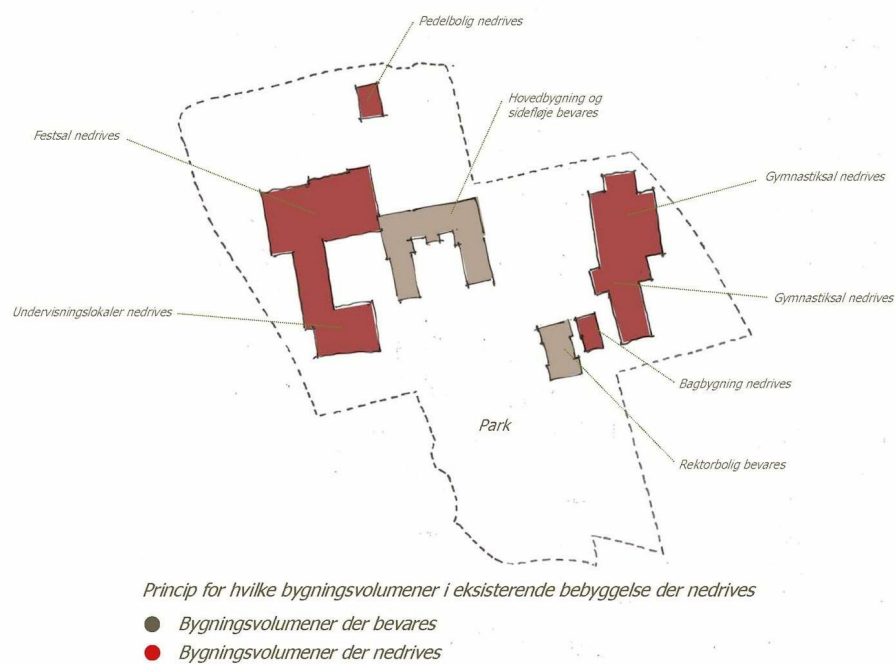 Pedelbolig nedrives
Hovedbygning og
sidefløje bevares
Festsal nedrives
Gymnastiksal nedrives
Undervisningslokaler nedrives
Gymnastiksal nedrives
Bagbygning nedrives
Park
Rektorbolig bevares
Princip for hvilke bygningsvolumener i eksisterende bebyggelse der nedrives
Bygningsvolumener der bevares
Bygningsvolumener der nedrives